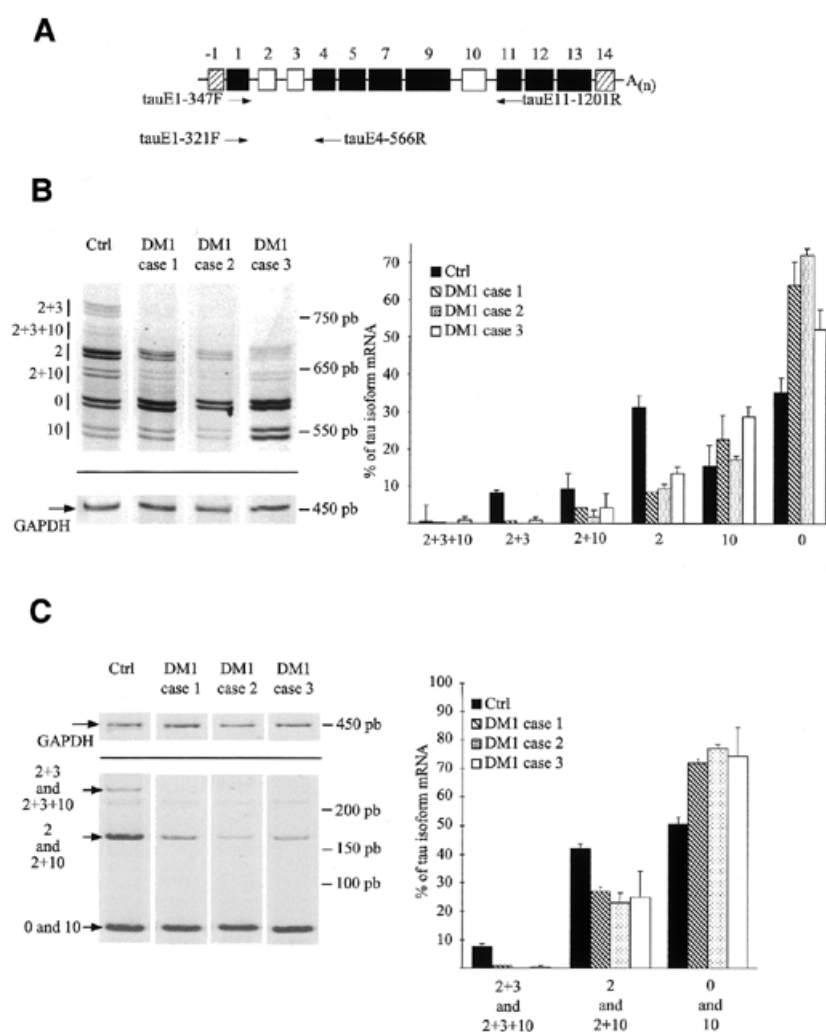 A
-1 1 2 3 4 5 7 9 10 11 12 13 14
A(n)
tauE1-347F
tauE11-1201R
tauE1-321F
tauE4-566R
B
Ctrl DM1 case 1 DM1 case 2 DM1 case 3
2+3
2+3+10
2
2+10
0
10
750 pb
650 pb
550 pb
GAPDH
450 pb
% of tau isoform mRNA
70
60
50
40
30
20
10
Ctrl
DM1 case 1
DM1 case 2
DM1 case 3
2+3+10 2+3 2+10 2 10 0
C
Ctrl DM1 case 1 DM1 case 2 DM1 case 3
GAPDH
450 pb
2+3 and 2+3+10
2 and 2+10
0 and 10
200 pb
150 pb
100 pb
% of tau isoform mRNA
100
90
80
70
60
50
40
30
20
10
Ctrl
DM1 case 1
DM1 case 2
DM1 case 3
2+3 and 2+3+10
2 and 2+10
0 and 10